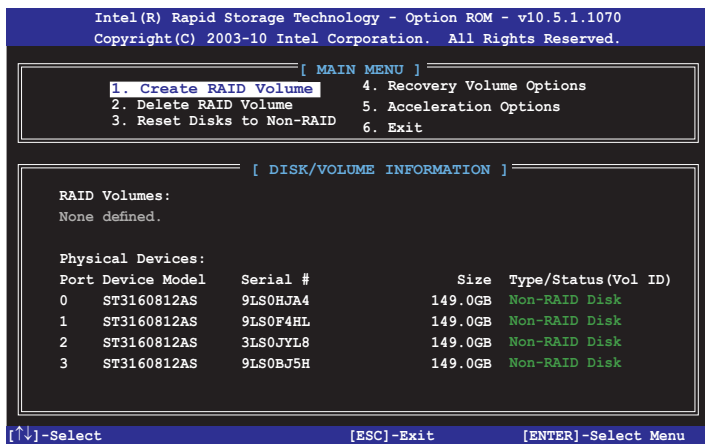 Intel(R) Rapid Storage Technology - Option ROM - v10.5.1.1070
Copyright(C) 2003-10 Intel Corporation. All Rights Reserved.
[ MAIN MENU ]
1. Create RAID Volume
2. Delete RAID Volume
3. Reset Disks to Non-RAID
4. Recovery Volume Options
5. Acceleration Options
6. Exit
[ DISK/VOLUME INFORMATION ]
RAID Volumes:
None defined.
Physical Devices:
Port Device Model Serial # Size Type/Status(Vol ID)
0 ST3160812AS 9LS0HJA4 149.0GB Non-RAID Disk
1 ST3160812AS 9LS0F4HL 149.0GB Non-RAID Disk
2 ST3160812AS 3LS0JYL8 149.0GB Non-RAID Disk
3 ST3160812AS 9LS0BJ5H 149.0GB Non-RAID Disk
[↑↓]-Select [ESC]-Exit [ENTER]-Select Menu